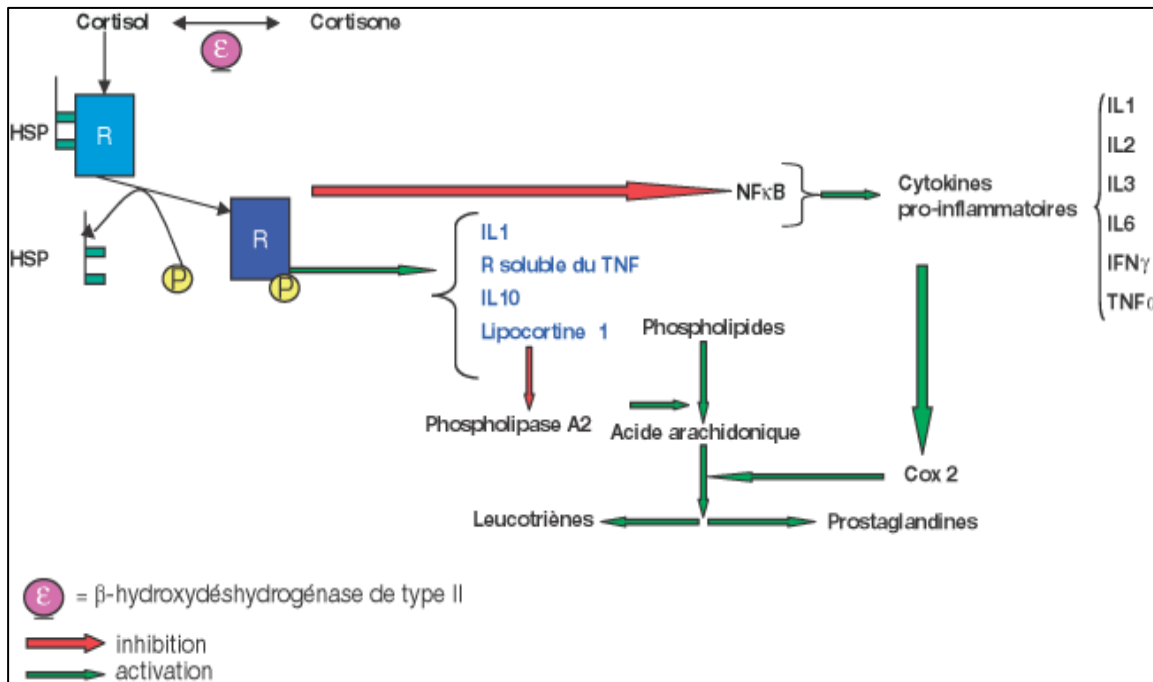 Cortisol
Cortisone
ε
HSP
R
HSP
P
R
P
NFκB
Cytokines
pro-inflammatoires
IL1
IL2
IL3
IL6
IFNγ
TNFα
IL1
R soluble du TNF
IL10
Lipocortine 1
Phospholipides
Phospholipase A2
Acide arachidonique
Cox 2
Leucotriènes
Prostaglandines
ε = β-hydroxydéshydrogénase de type II
inhibition
activation